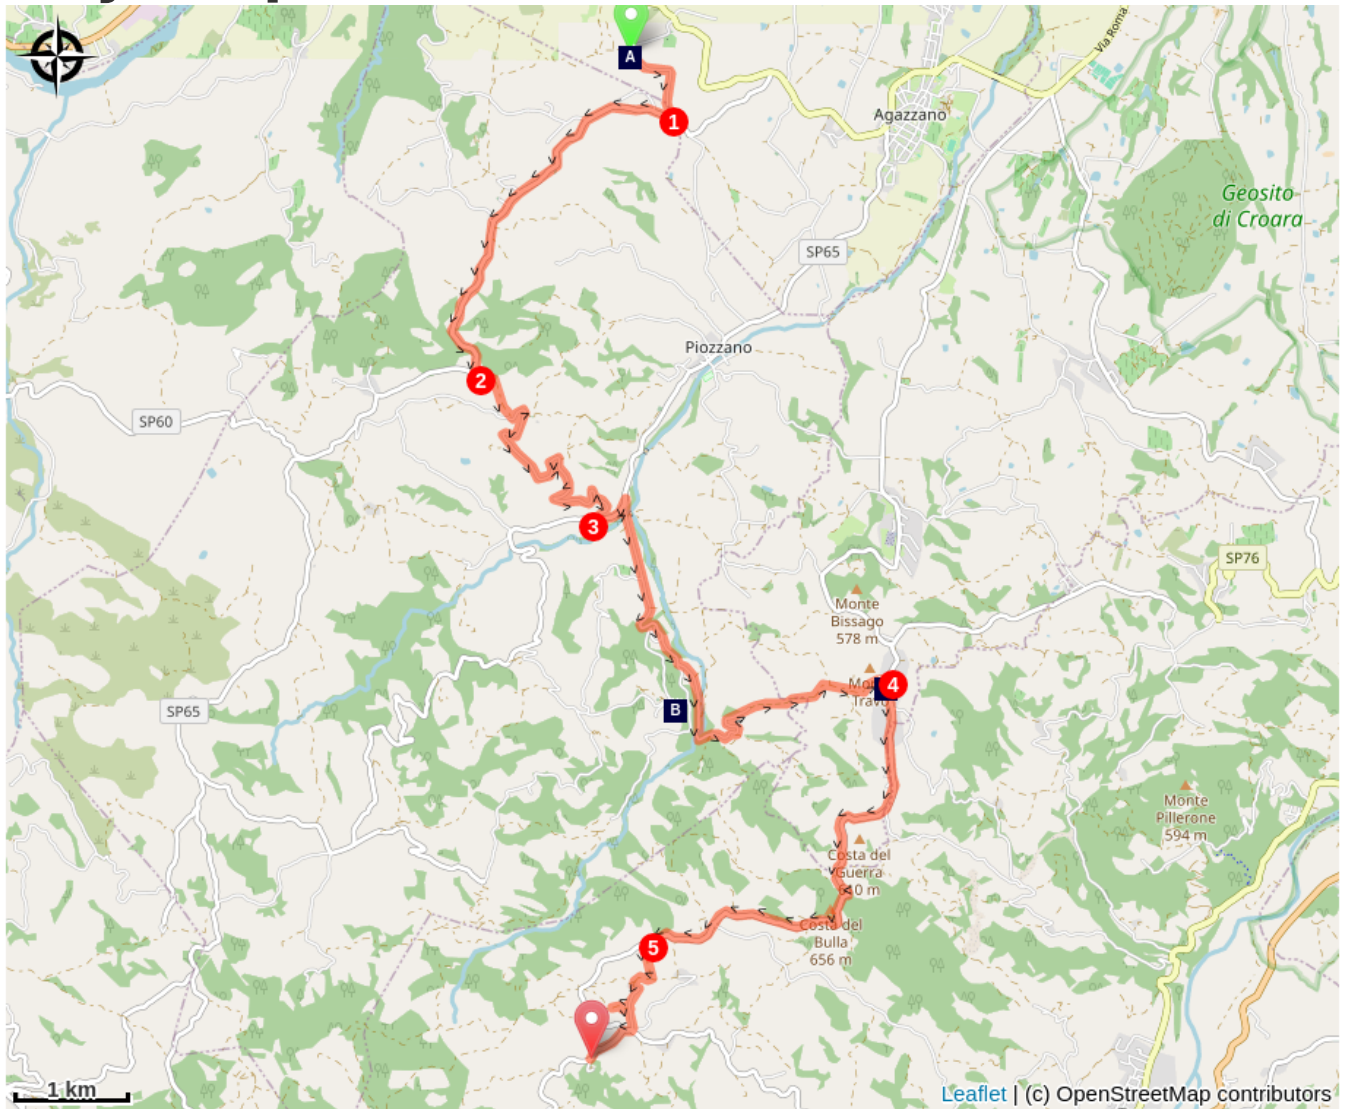 A
Via Roma
1
Agazzano
Geosito
di Croara
SP65
Piozzano
2
SP60
3
SP76
Monte
Bissago
578 m
4
B
SP65
Monte
Pillerone
594 m
Costa del
Guerra
Costa del
Bulla
656 m
5
1 km
Leaflet | (c) OpenStreetMap contributors